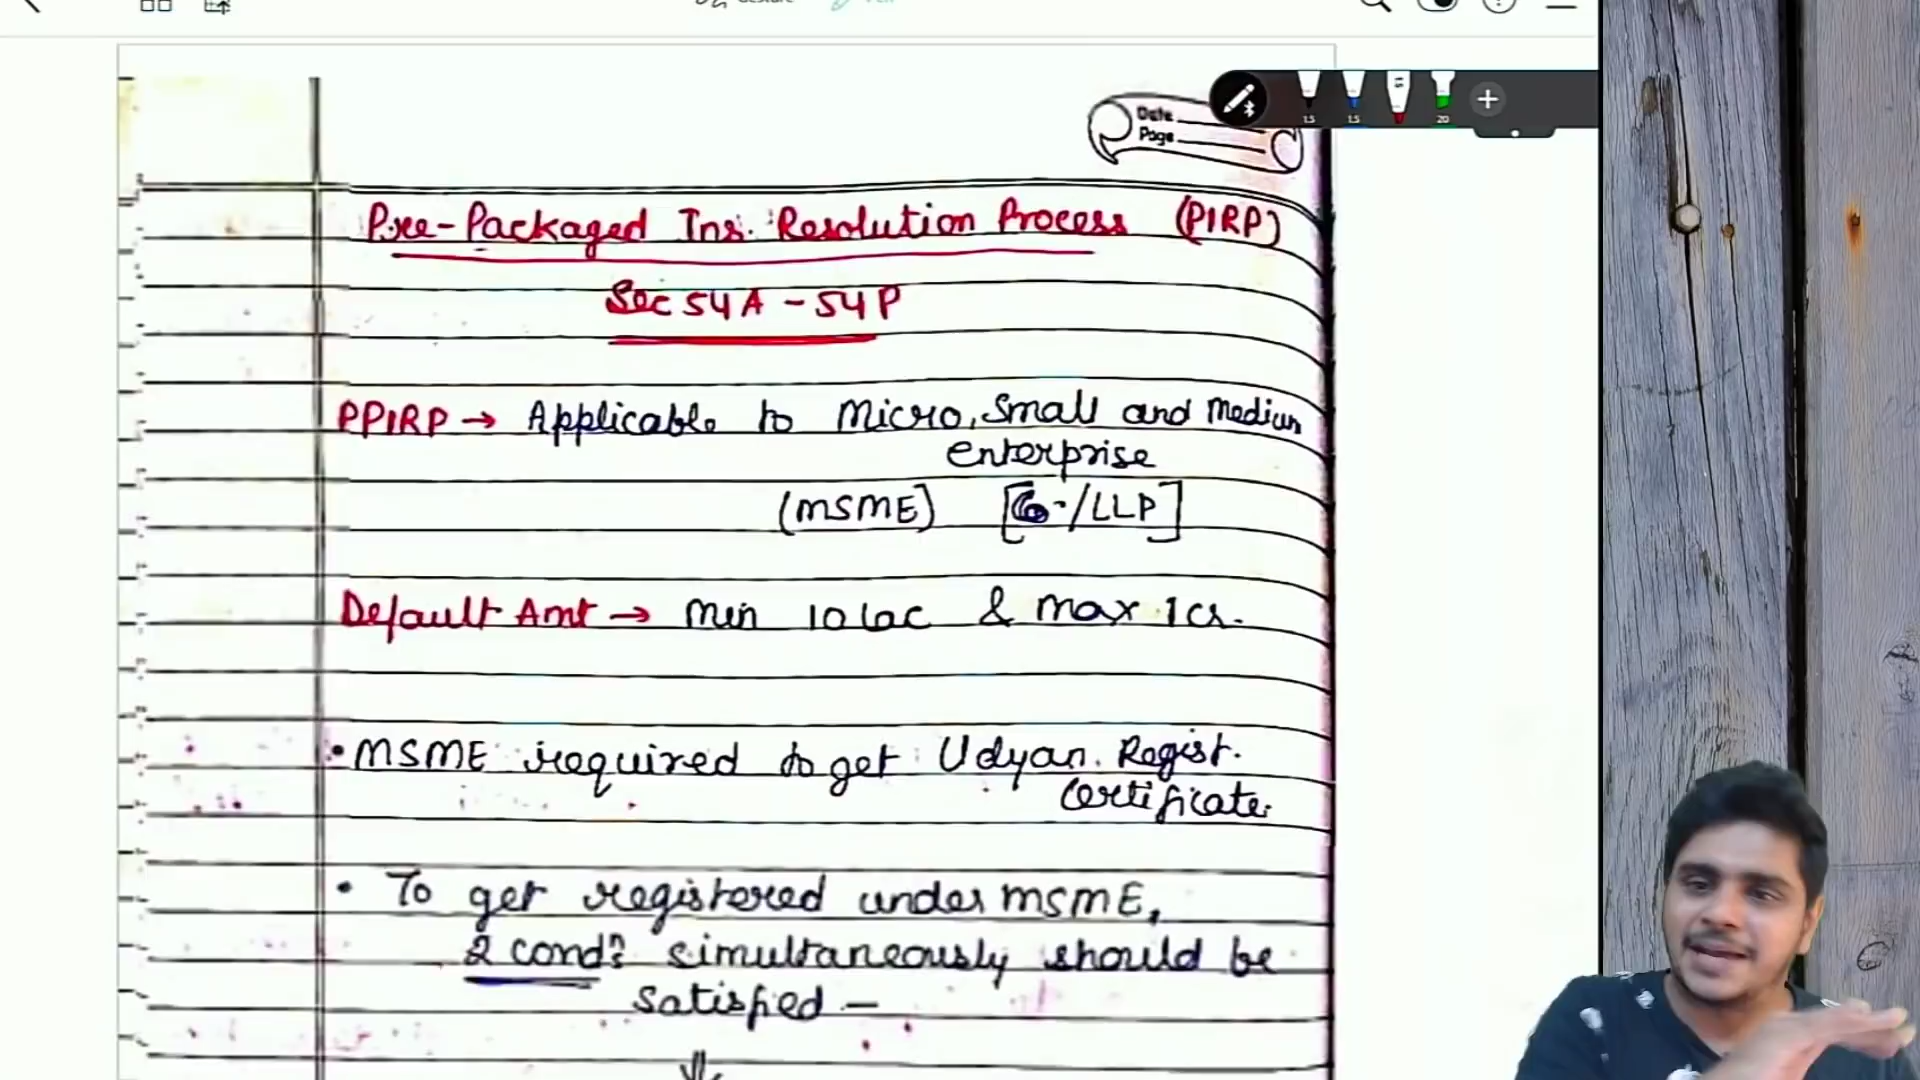 Date
Page
Pre-Packaged Ins. Resolution Process (PIRP)
Sec 54A - 54P
PPIRP → Applicable to Micro, Small and Medium
enterprise
(MSME) [Co-/LLP]
Default Amt → Min 10 lac & max 1 cr.
• MSME required to get Udyan. Regist.
Certificate.
• To get registered under MSME,
2 condn simultaneously should be
satisfied —